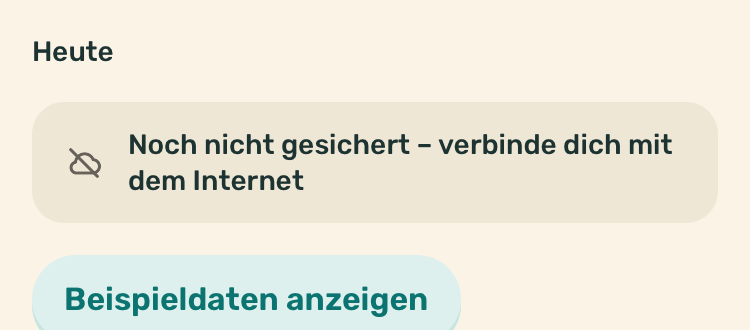 Heute
Noch nicht gesichert – verbinde dich mit
dem Internet
Beispieldaten anzeigen